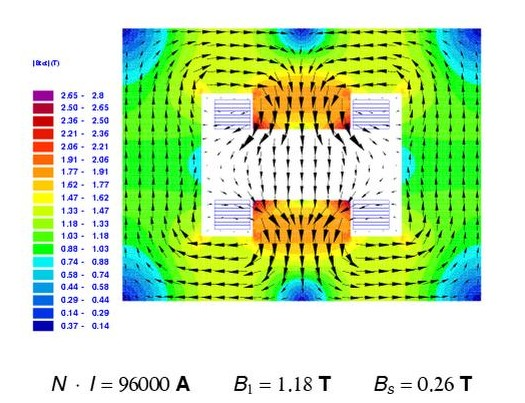 |Btot| (T)
2.65 - 2.8
2.50 - 2.65
2.36 - 2.50
2.21 - 2.36
2.06 - 2.21
1.91 - 2.06
1.77 - 1.91
1.62 - 1.77
1.47 - 1.62
1.33 - 1.47
1.18 - 1.33
1.03 - 1.18
0.88 - 1.03
0.74 - 0.88
0.58 - 0.74
0.44 - 0.58
0.29 - 0.44
0.14 - 0.29
0.37 - 0.14
N · I = 96000 A B₁ = 1.18 T Bₛ = 0.26 T